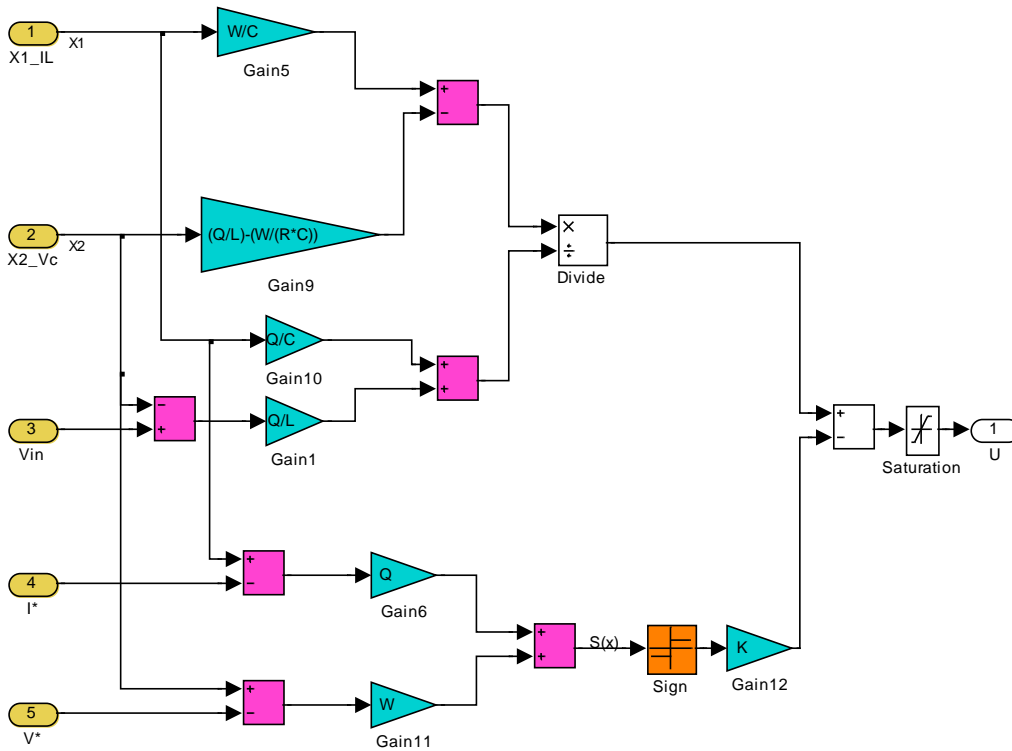 1
X1
X1_IL
W/C
Gain5
+
−
2
X2
X2_Vc
(Q/L)-(W/(R*C))
Gain9
×
÷
Divide
Q/C
Gain10
+
+
3
Vin
−
+
Q/L
Gain1
+
−
Saturation
1
U
4
I*
+
−
Q
Gain6
+
+
S(x)
Sign
K
Gain12
5
V*
+
−
W
Gain11